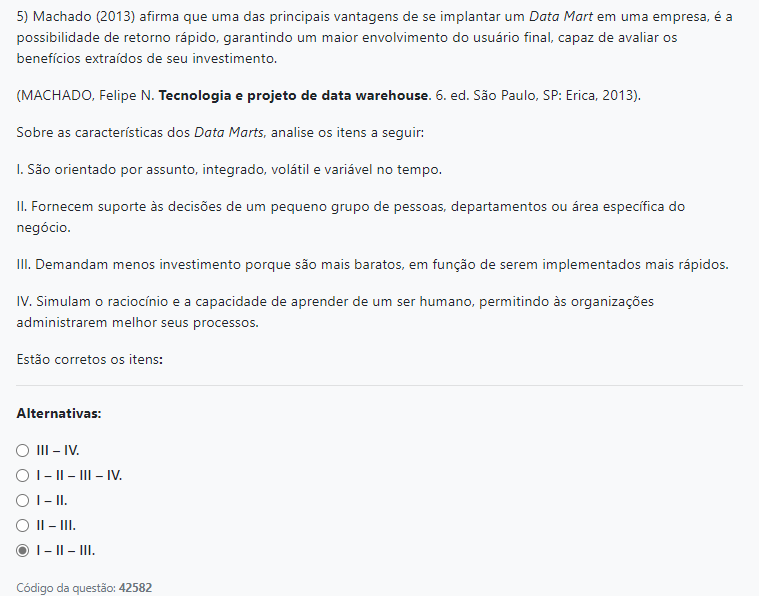 5) Machado (2013) afirma que uma das principais vantagens de se implantar um Data Mart em uma empresa, é a
possibilidade de retorno rápido, garantindo um maior envolvimento do usuário final, capaz de avaliar os
benefícios extraídos de seu investimento.
(MACHADO, Felipe N. Tecnologia e projeto de data warehouse. 6. ed. São Paulo, SP: Erica, 2013).
Sobre as características dos Data Marts, analise os itens a seguir:
I. São orientado por assunto, integrado, volátil e variável no tempo.
II. Fornecem suporte às decisões de um pequeno grupo de pessoas, departamentos ou área específica do
negócio.
III. Demandam menos investimento porque são mais baratos, em função de serem implementados mais rápidos.
IV. Simulam o raciocínio e a capacidade de aprender de um ser humano, permitindo às organizações
administrarem melhor seus processos.
Estão corretos os itens:
Alternativas:
III – IV.
I – II – III – IV.
I – II.
II – III.
I – II – III.
Código da questão: 42582